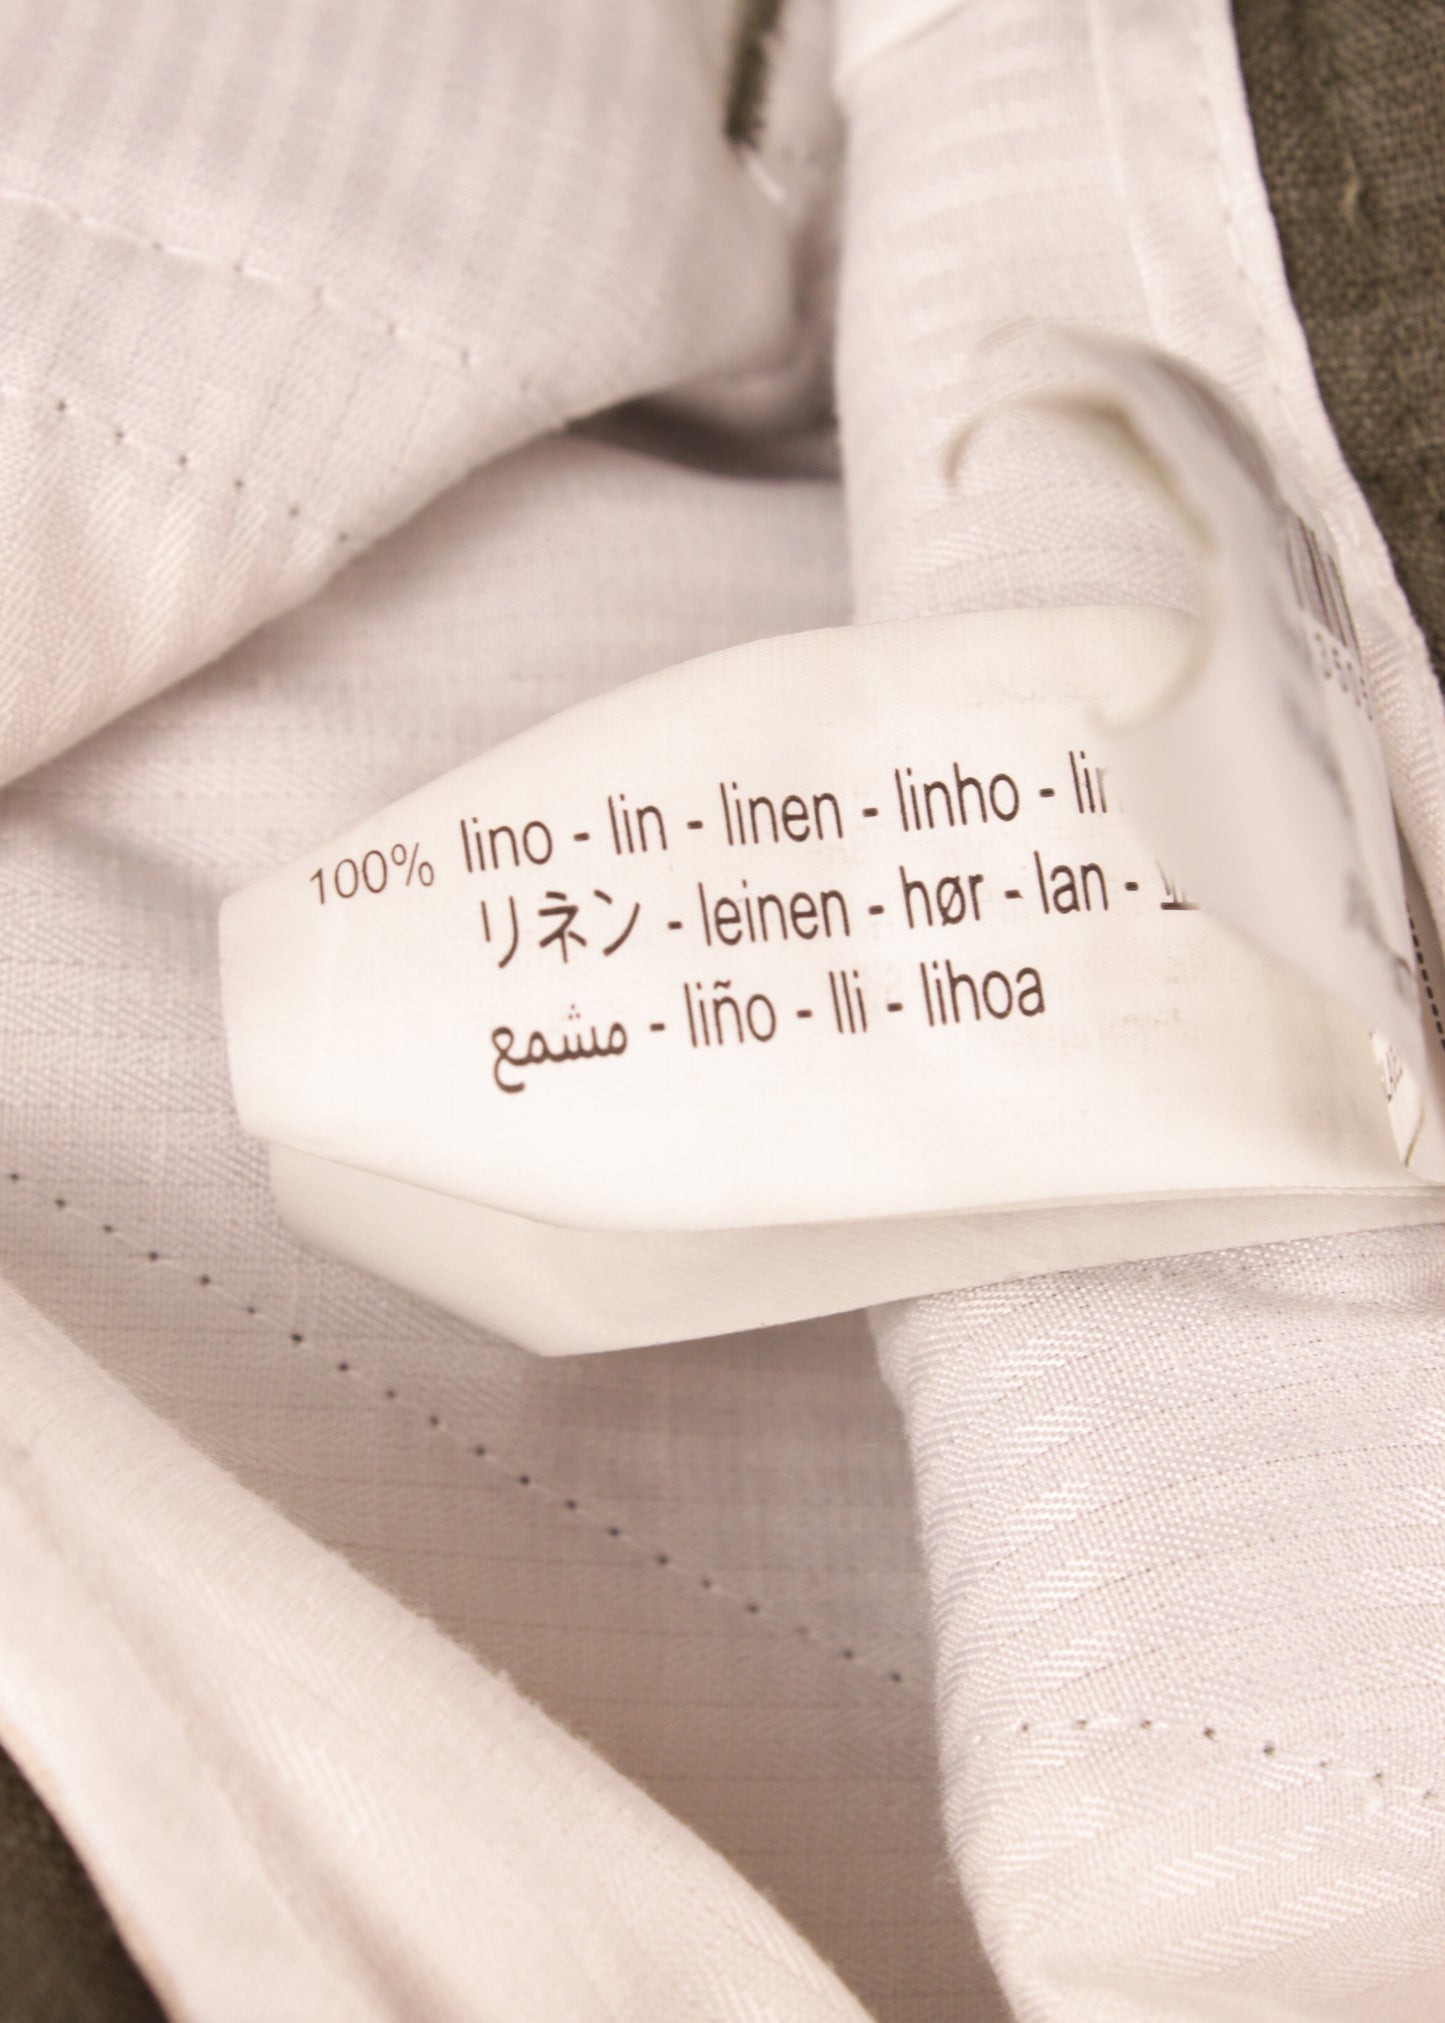 100% lino - lin - linen - linho -
リネン - leinen - hør - lan -
مشمع - liño - lli - lihoa